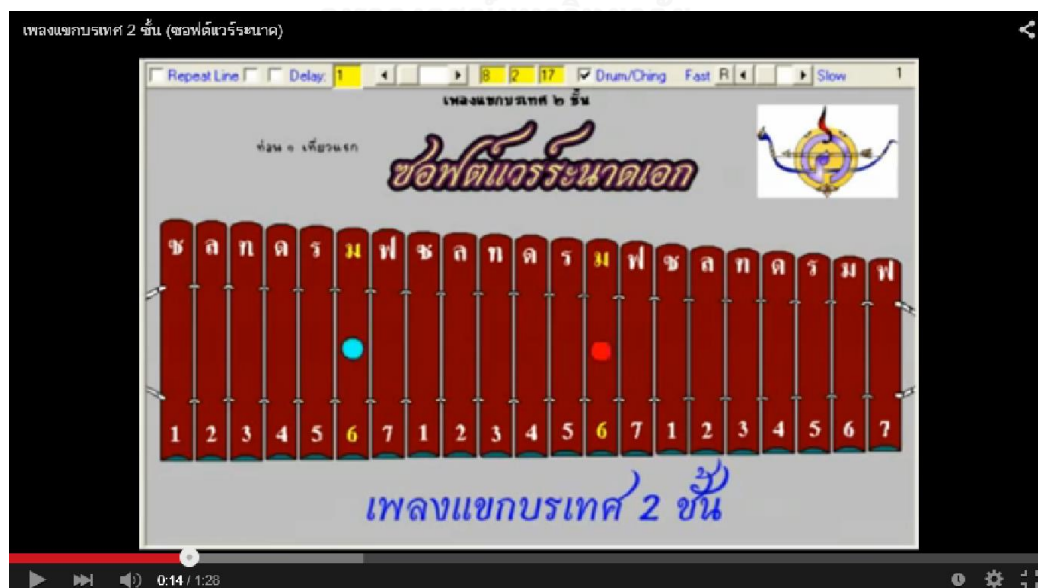 เพลงแขกบรเทศ 2 ชั้น (ซอฟต์แวร์ระนาด)
Repeat Line Delay: 1 8 2 17 Drum/Ching Fast R Slow 1
เพลงแขกบรเทศ ๒ ชั้น
ท่อน ๑ เที่ยวแรก
ซอฟต์แวร์ระนาดเอก
ซ ล ท ด ร ม ฟ ซ ล ท ด ร ม ฟ ซ ล ท ด ร ม ฟ
1 2 3 4 5 6 7 1 2 3 4 5 6 7 1 2 3 4 5 6 7
เพลงแขกบรเทศ 2 ชั้น
0:14 / 1:28